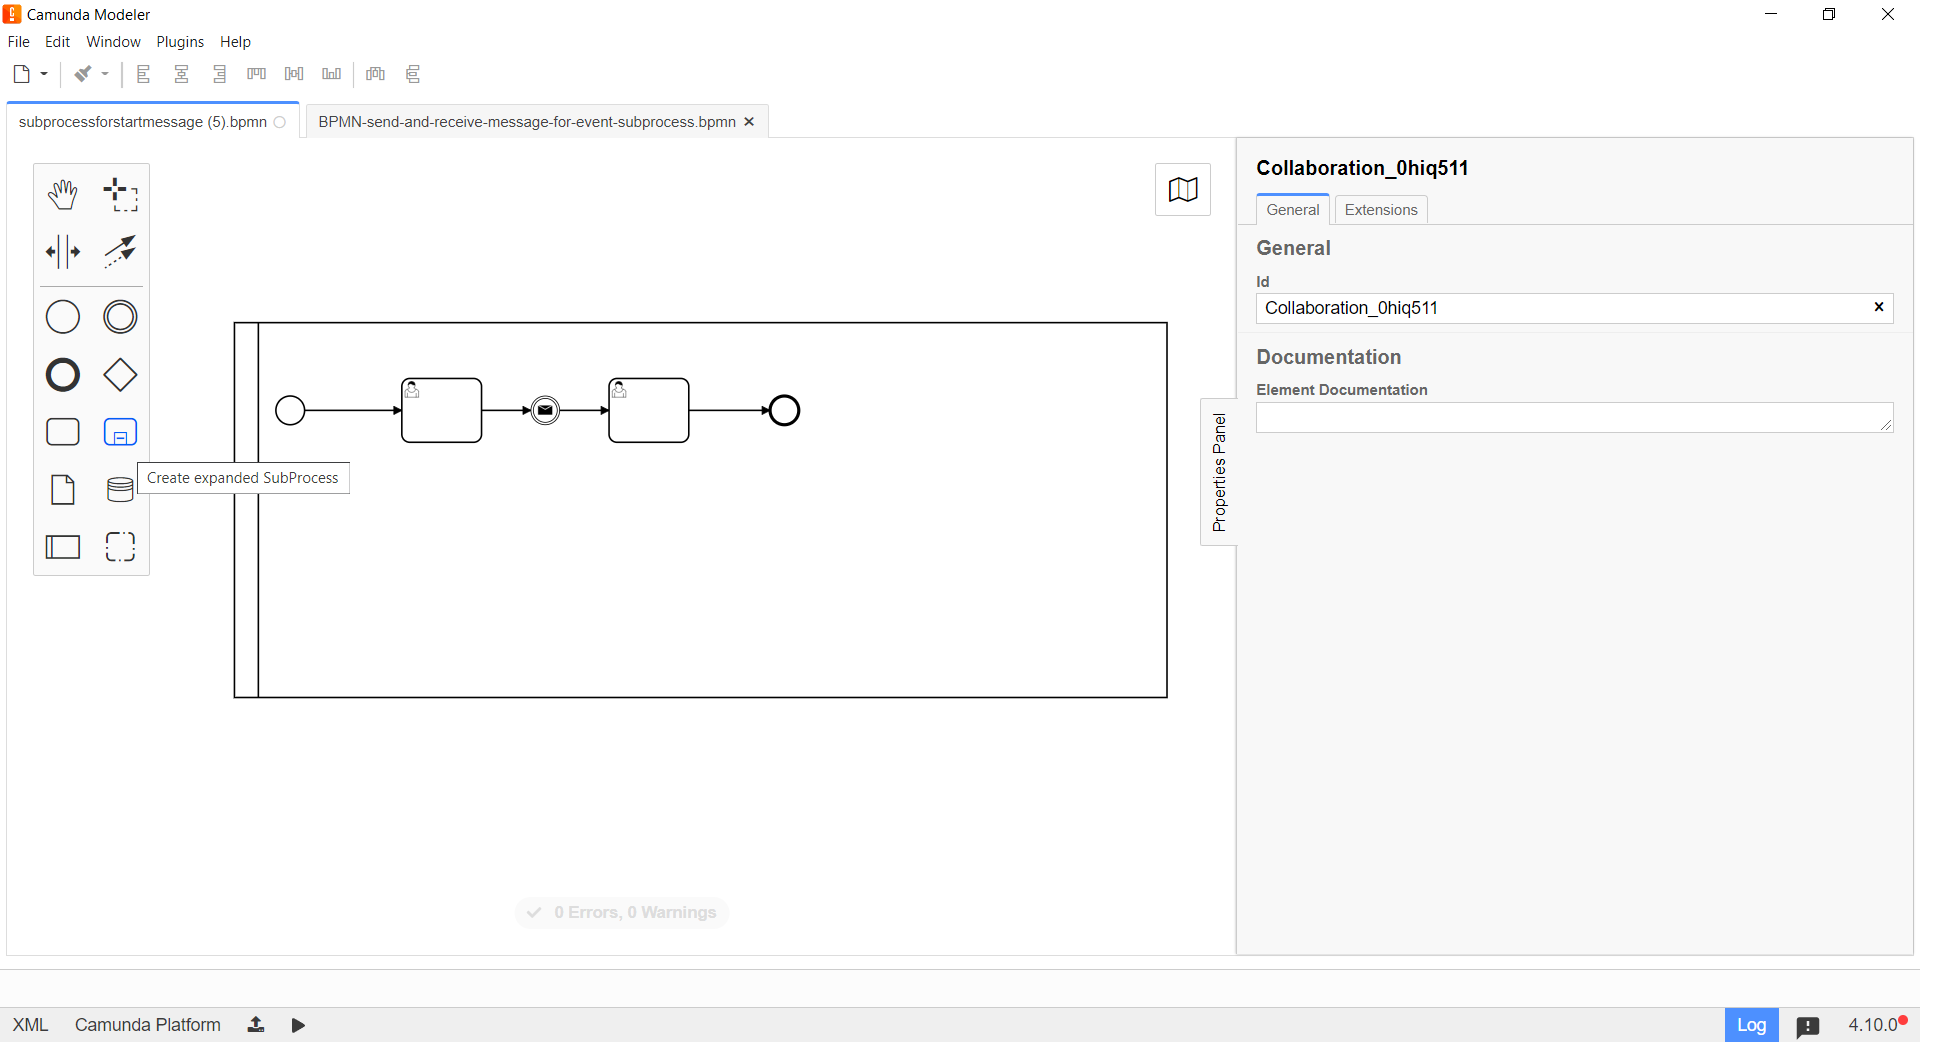 Camunda Modeler
File Edit Window Plugins Help
subprocessforstartmessage (5).bpmn
BPMN-send-and-receive-message-for-event-subprocess.bpmn
Create expanded SubProcess
0 Errors, 0 Warnings
Properties Panel
Collaboration_0hiq511
General Extensions
General
Id
Collaboration_0hiq511
Documentation
Element Documentation
XML Camunda Platform
Log 4.10.0